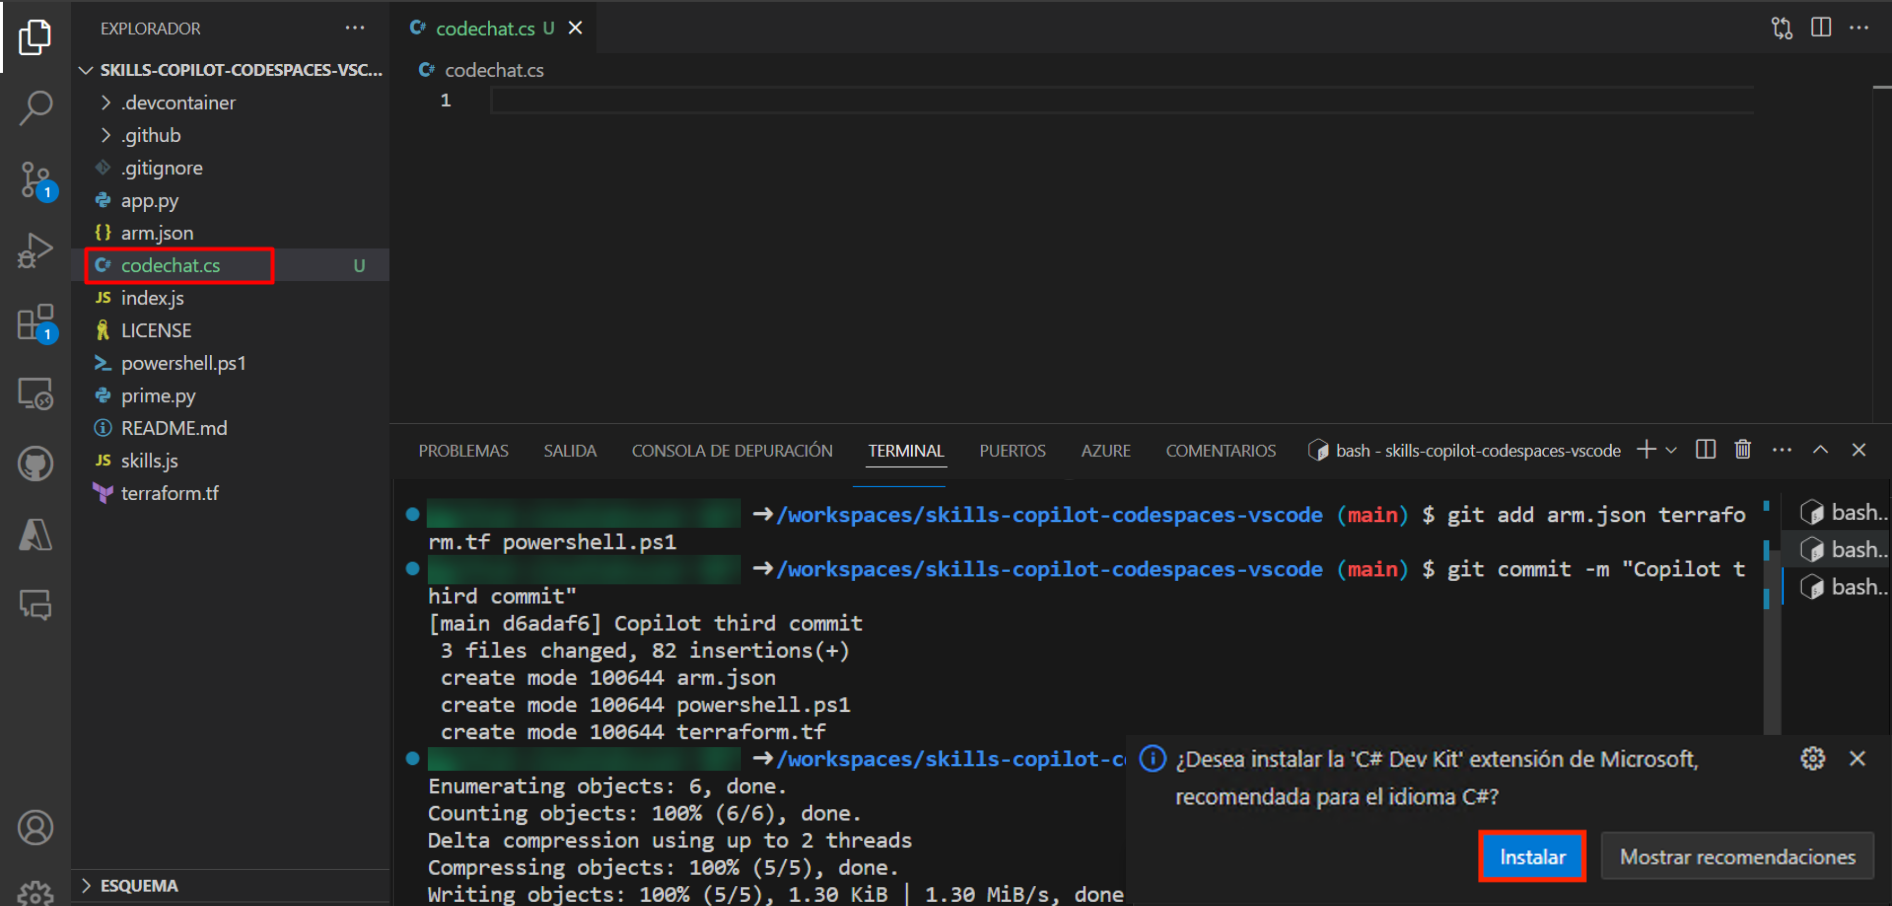 EXPLORADOR
SKILLS-COPILOT-CODESPACES-VSC...
.devcontainer
.github
.gitignore
app.py
{} arm.json
C# codechat.cs U
JS index.js
LICENSE
powershell.ps1
prime.py
README.md
JS skills.js
terraform.tf
ESQUEMA
1
1
C# codechat.cs U
C# codechat.cs
1
PROBLEMAS SALIDA CONSOLA DE DEPURACIÓN TERMINAL PUERTOS AZURE COMENTARIOS bash - skills-copilot-codespaces-vscode
→/workspaces/skills-copilot-codespaces-vscode (main) $ git add arm.json terrafo
rm.tf powershell.ps1
→/workspaces/skills-copilot-codespaces-vscode (main) $ git commit -m "Copilot t
hird commit"
[main d6adaf6] Copilot third commit
3 files changed, 82 insertions(+)
create mode 100644 arm.json
create mode 100644 powershell.ps1
create mode 100644 terraform.tf
→/workspaces/skills-copilot-c
Enumerating objects: 6, done.
Counting objects: 100% (6/6), done.
Delta compression using up to 2 threads
Compressing objects: 100% (5/5), done.
Writing objects: 100% (5/5), 1.30 KiB | 1.30 MiB/s, done
bash..
bash..
bash..
¿Desea instalar la 'C# Dev Kit' extensión de Microsoft,
recomendada para el idioma C#?
Instalar
Mostrar recomendaciones